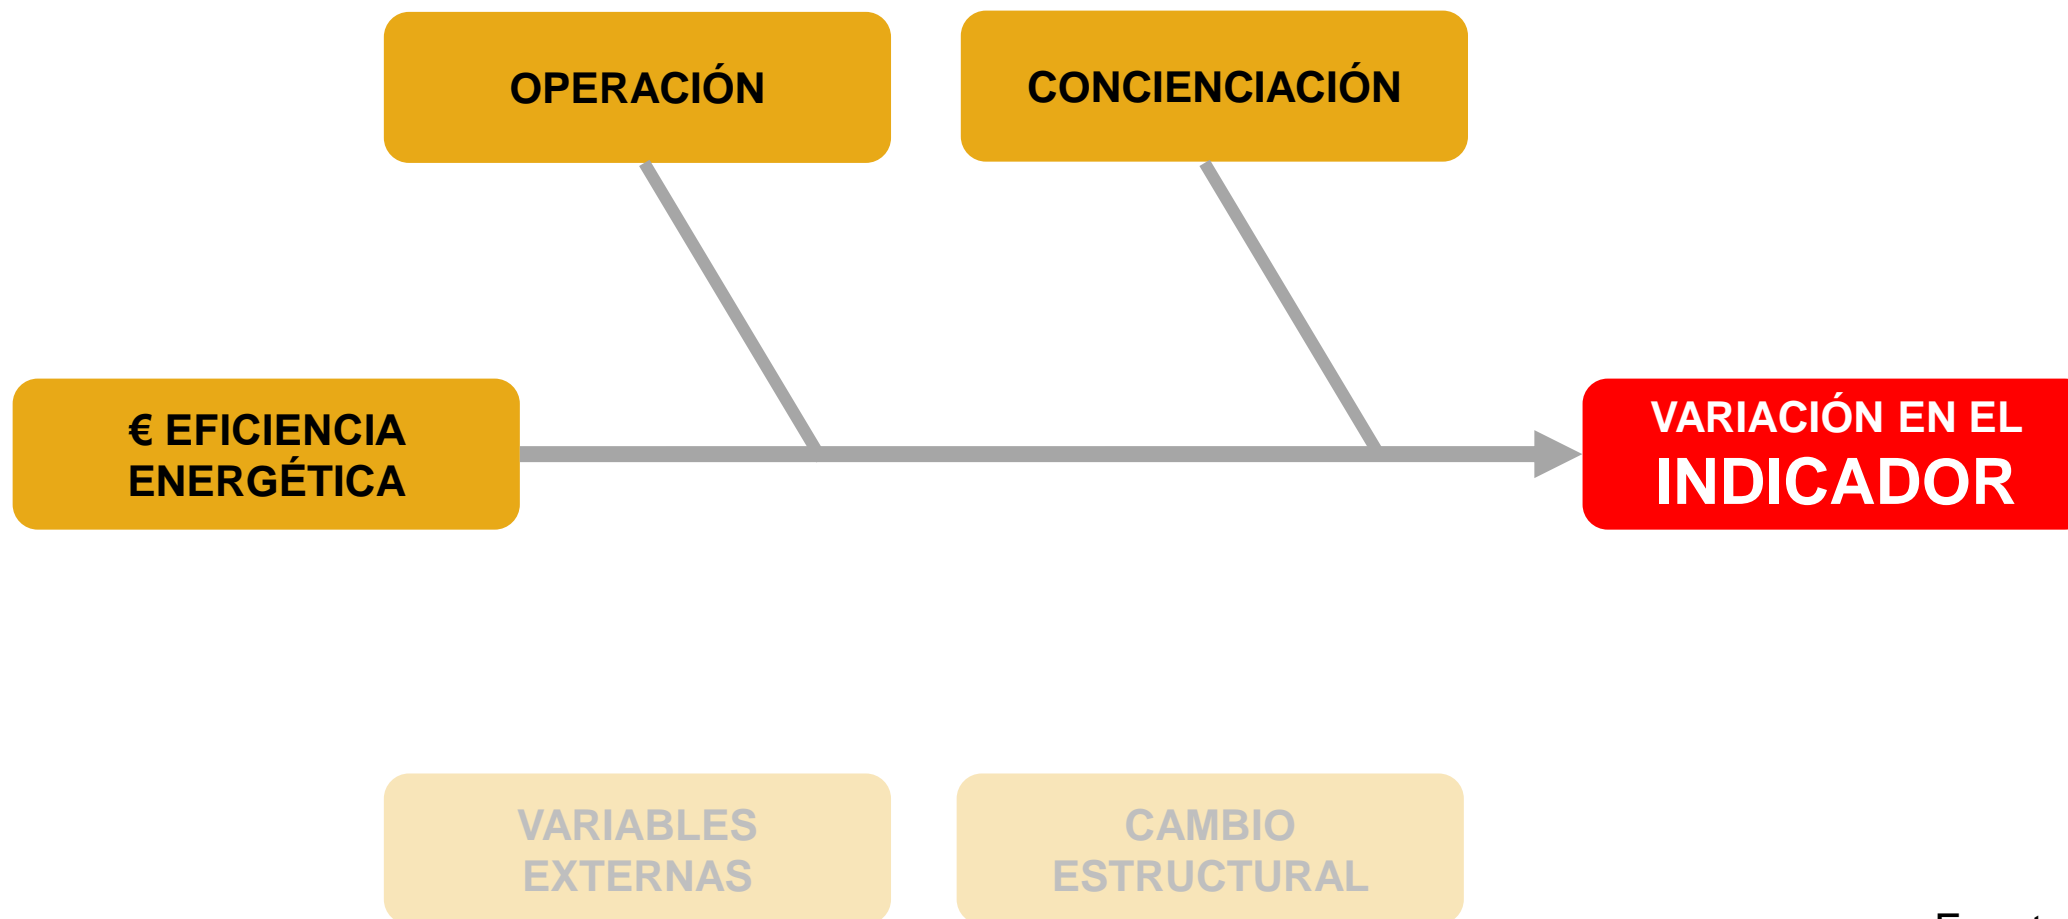 OPERACIÓN
CONCIENCIACIÓN
€ EFICIENCIA
ENERGÉTICA
VARIACIÓN EN EL
INDICADOR
VARIABLES
EXTERNAS
CAMBIO
ESTRUCTURAL